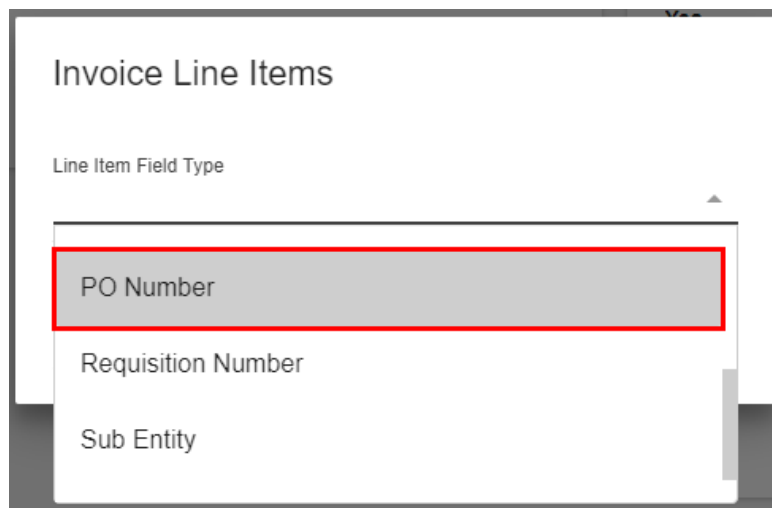 Invoice Line Items
Line Item Field Type
PO Number
Requisition Number
Sub Entity